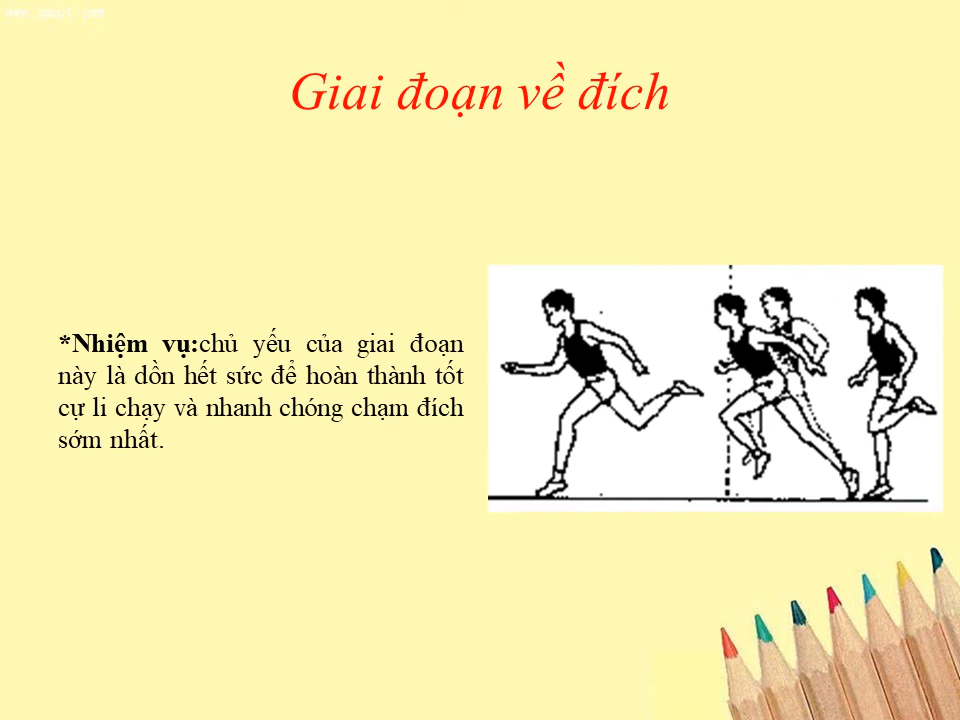 Giai đoạn về đích
*Nhiệm vụ:chủ yếu của giai đoạn
này là dồn hết sức để hoàn thành tốt
cự li chạy và nhanh chóng chạm đích
sớm nhất.